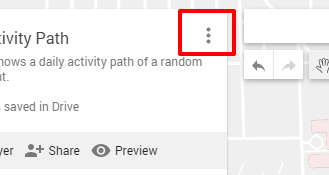 tivity Path
hows a daily activity path of a random
nt.
s saved in Drive
yer Share Preview